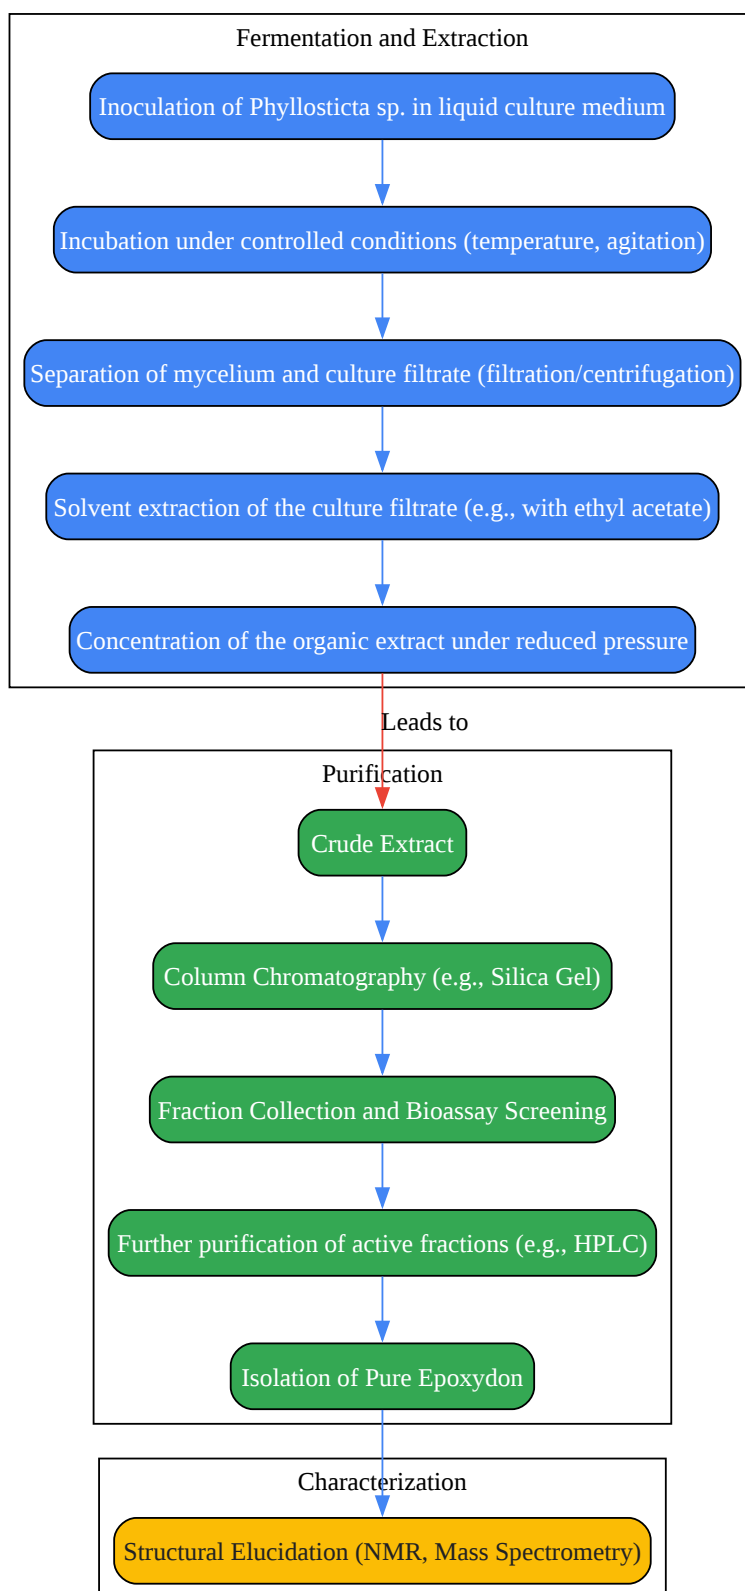 Fermentation and Extraction
Inoculation of Phyllosticta sp. in liquid culture medium
Incubation under controlled conditions (temperature, agitation)
Separation of mycelium and culture filtrate (filtration/centrifugation)
Solvent extraction of the culture filtrate (e.g., with ethyl acetate)
Concentration of the organic extract under reduced pressure
Leads to
Purification
Crude Extract
Column Chromatography (e.g., Silica Gel)
Fraction Collection and Bioassay Screening
Further purification of active fractions (e.g., HPLC)
Isolation of Pure Epoxydon
Characterization
Structural Elucidation (NMR, Mass Spectrometry)